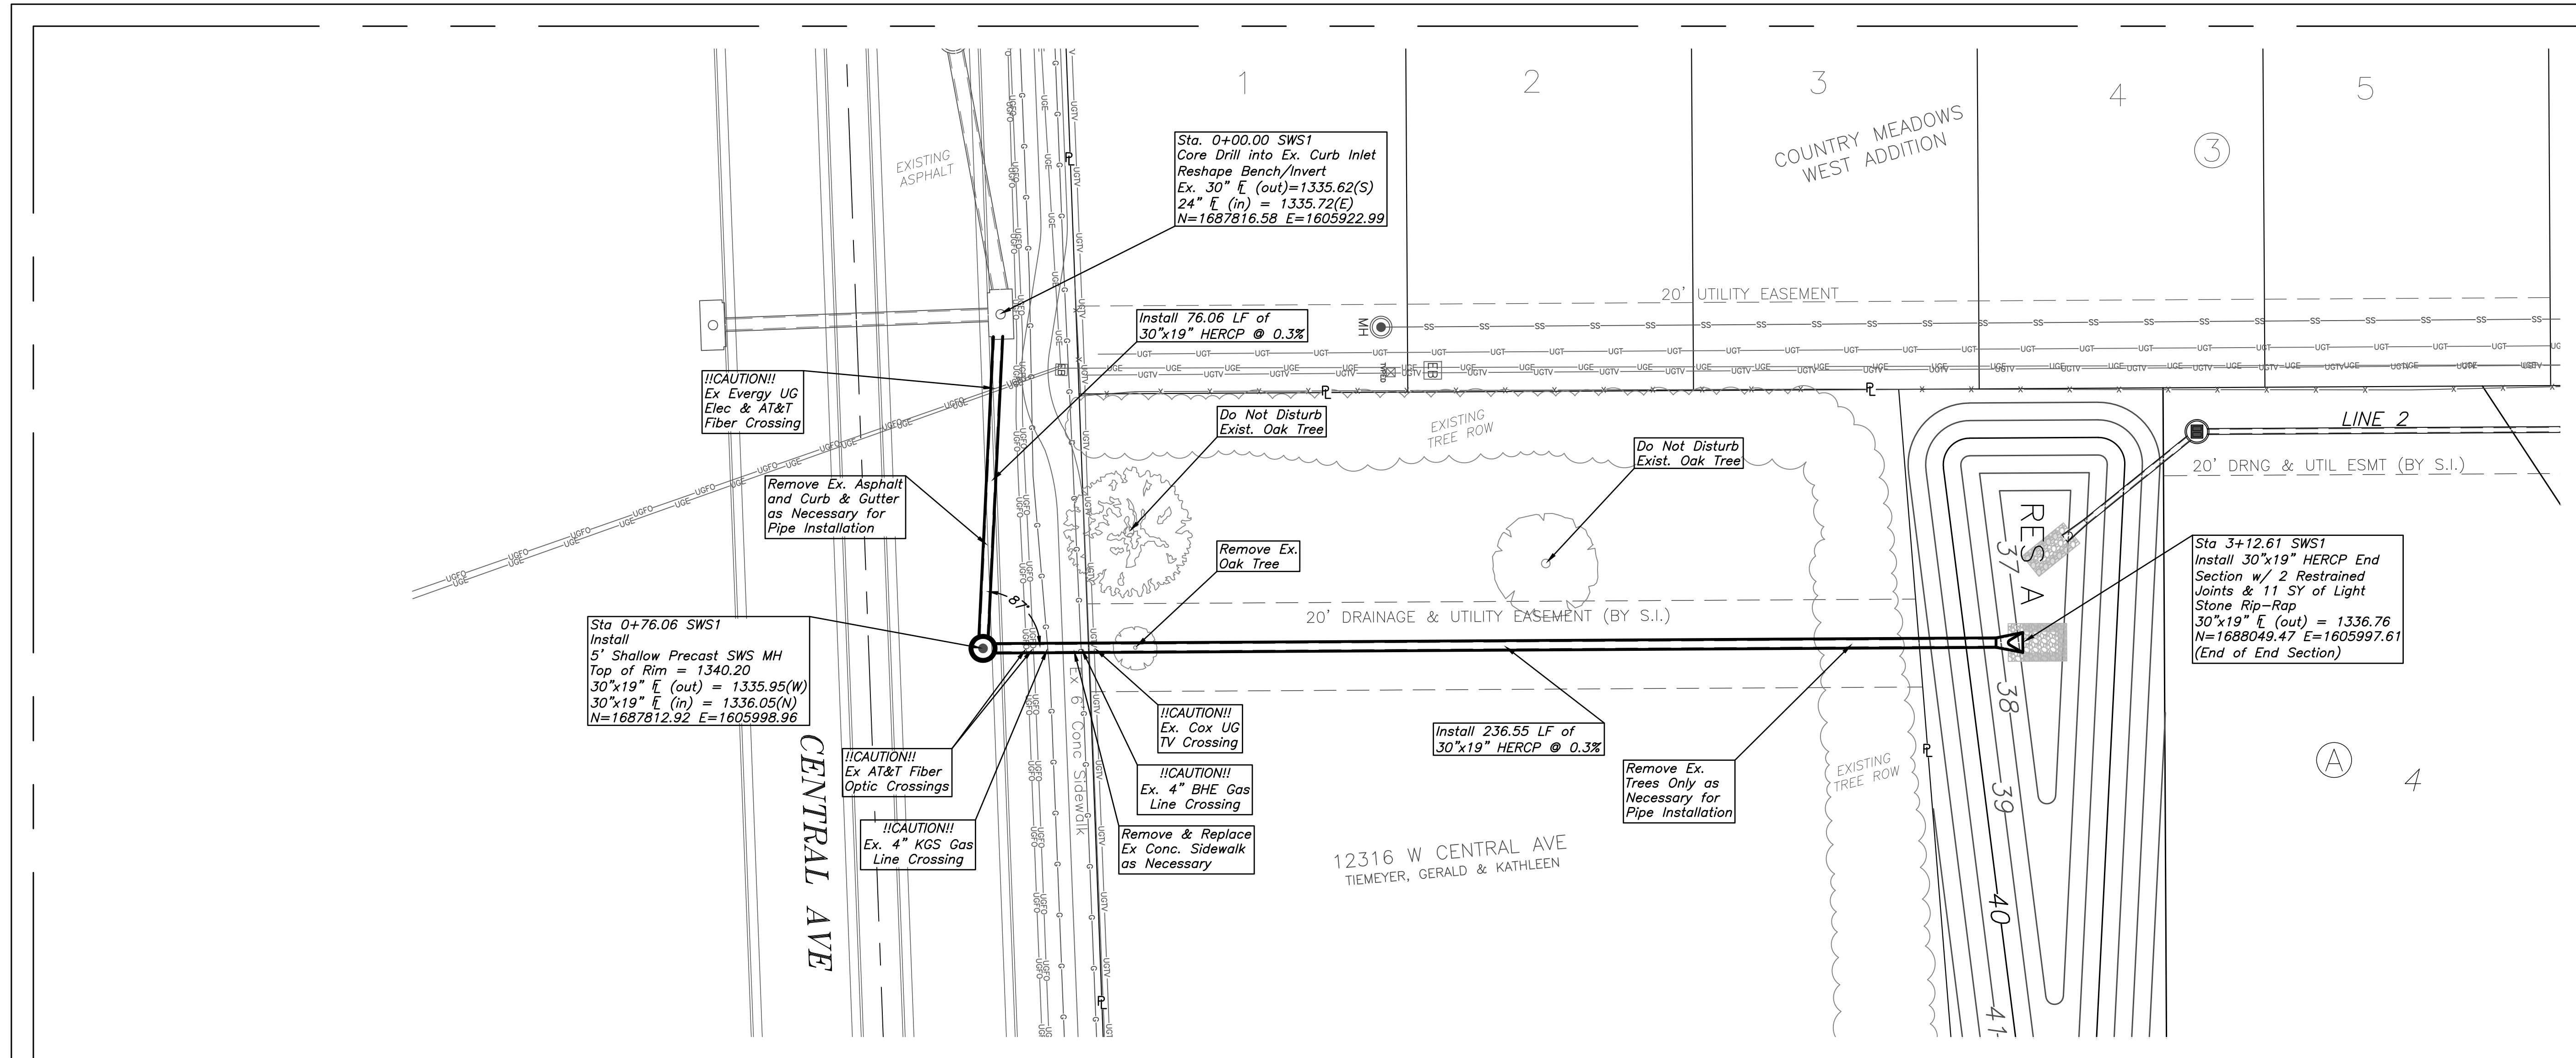 1
2
3
4
5
3
COUNTRY MEADOWS
WEST ADDITION
EXISTING
ASPHALT
Sta. 0+00.00 SWS1
Core Drill into Ex. Curb Inlet
Reshape Bench/Invert
Ex. 30" FL (out)=1335.62(S)
24" FL (in) = 1335.72(E)
N=1687816.58 E=1605922.99
20' UTILITY EASEMENT
Install 76.06 LF of
30"x19" HERCP @ 0.3%
MH
EB
EB
!!CAUTION!!
Ex Evergy UG
Elec & AT&T
Fiber Crossing
Do Not Disturb
Exist. Oak Tree
EXISTING
TREE ROW
Do Not Disturb
Exist. Oak Tree
LINE 2
20' DRNG & UTIL ESMT (BY S.I.)
Remove Ex. Asphalt
and Curb & Gutter
as Necessary for
Pipe Installation
Remove Ex.
Oak Tree
RES A
37
38
39
40
41
Sta 3+12.61 SWS1
Install 30"x19" HERCP End
Section w/ 2 Restrained
Joints & 11 SY of Light
Stone Rip-Rap
30"x19" FL (out) = 1336.76
N=1688049.47 E=1605997.61
(End of End Section)
87°
20' DRAINAGE & UTILITY EASEMENT (BY S.I.)
Sta 0+76.06 SWS1
Install
5' Shallow Precast SWS MH
Top of Rim = 1340.20
30"x19" FL (out) = 1335.95(W)
30"x19" FL (in) = 1336.05(N)
N=1687812.92 E=1605998.96
Ex 6' Conc Sidewalk
!!CAUTION!!
Ex. Cox UG
TV Crossing
Install 236.55 LF of
30"x19" HERCP @ 0.3%
!!CAUTION!!
Ex AT&T Fiber
Optic Crossings
!!CAUTION!!
Ex. 4" BHE Gas
Line Crossing
Remove Ex.
Trees Only as
Necessary for
Pipe Installation
EXISTING
TREE ROW
A
4
CENTRAL AVE
!!CAUTION!!
Ex. 4" KGS Gas
Line Crossing
Remove & Replace
Ex Conc. Sidewalk
as Necessary
12316 W CENTRAL AVE
TIEMEYER, GERALD & KATHLEEN